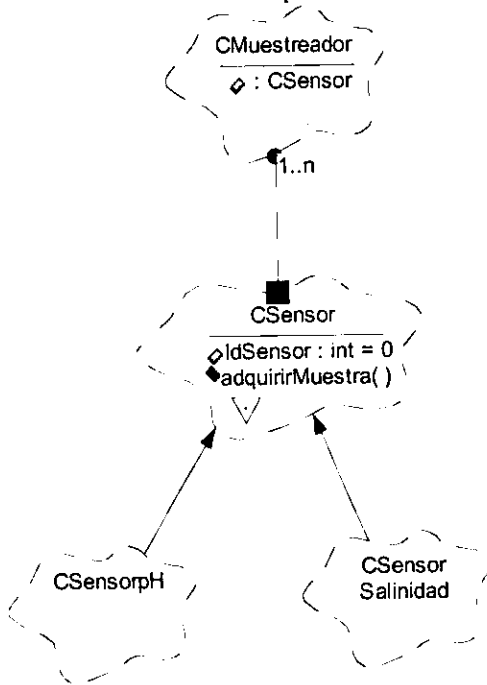 CMuestreador
: CSensor
1..n
CSensor
IdSensor : int = 0
adquirirMuestra( )
CSensorpH
CSensor
Salinidad